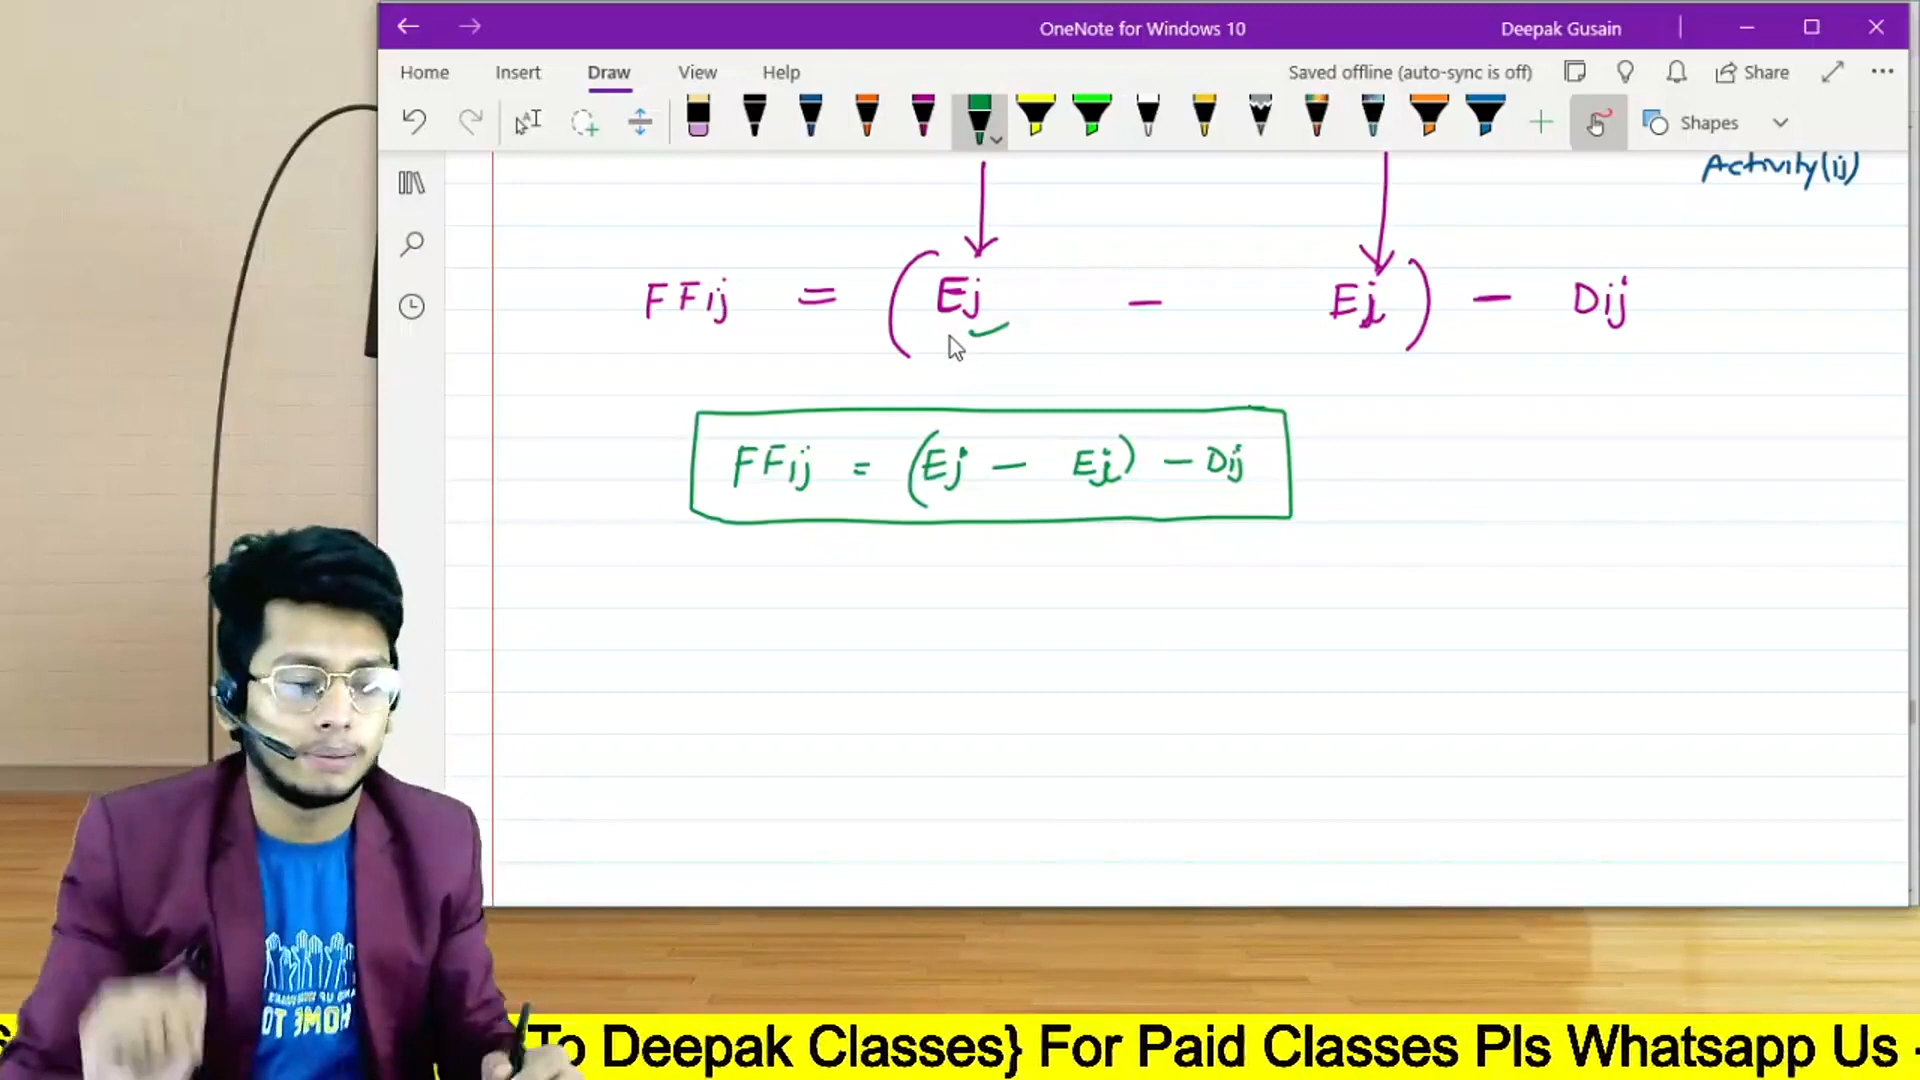 OneNote for Windows 10 Deepak Gusain
Home Insert Draw View Help Saved offline (auto-sync is off) Share
Shapes
Activity(ij)
FFij = (Ej - Ei) - Dij
FFij = (Ej - Ei) - Dij
HOME TO
To Deepak Classes} For Paid Classes Pls Whatsapp Us -